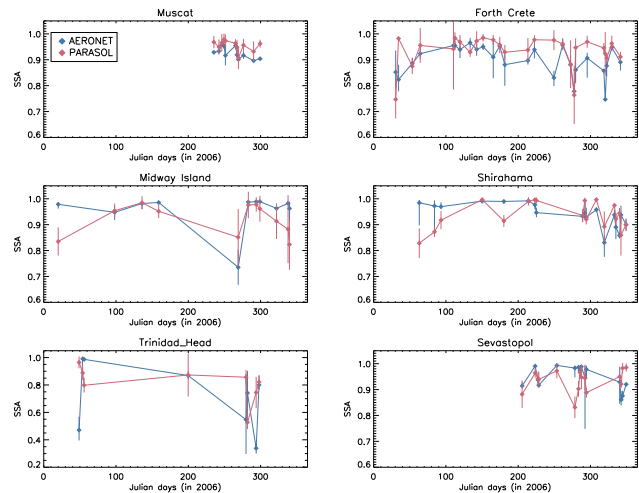 Muscat
AERONET
PARASOL
SSA
1.0
0.9
0.8
0.7
0.6
0 100 200 300
Julian days (in 2006)
Forth Crete
SSA
1.0
0.9
0.8
0.7
0.6
0 100 200 300
Julian days (in 2006)
Midway Island
SSA
1.0
0.9
0.8
0.7
0.6
0 100 200 300
Julian days (in 2006)
Shirahama
SSA
1.0
0.9
0.8
0.7
0.6
0 100 200 300
Julian days (in 2006)
Trinidad_Head
SSA
1.0
0.8
0.6
0.4
0.2
0 100 200 300
Julian days (in 2006)
Sevastopol
SSA
1.0
0.9
0.8
0.7
0.6
0 100 200 300
Julian days (in 2006)